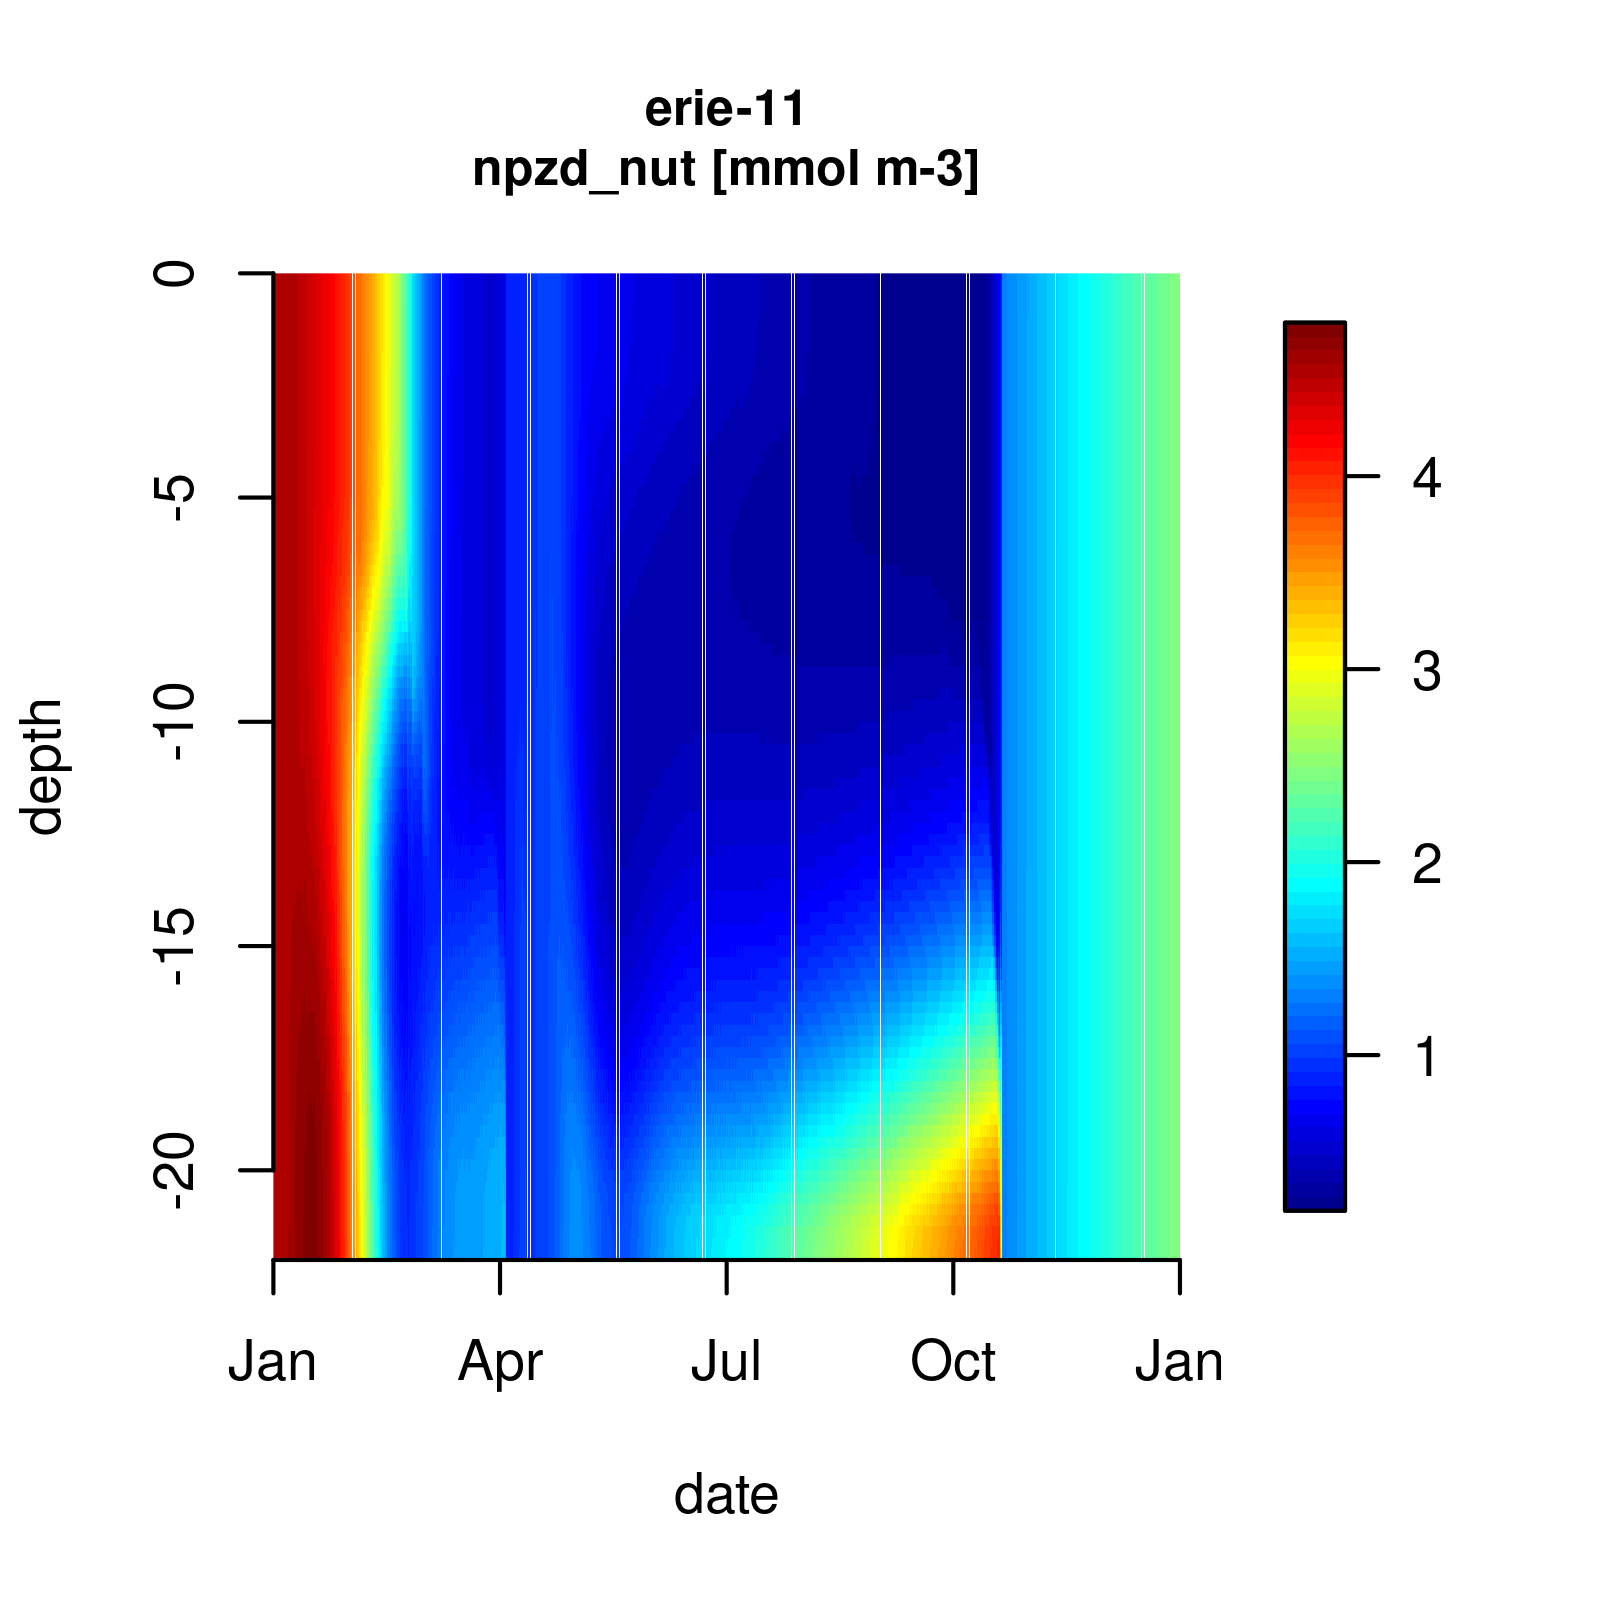 erie-11
npzd_nut [mmol m-3]
0
-5
-10
-15
-20
depth
Jan Apr Jul Oct Jan
date
4
3
2
1